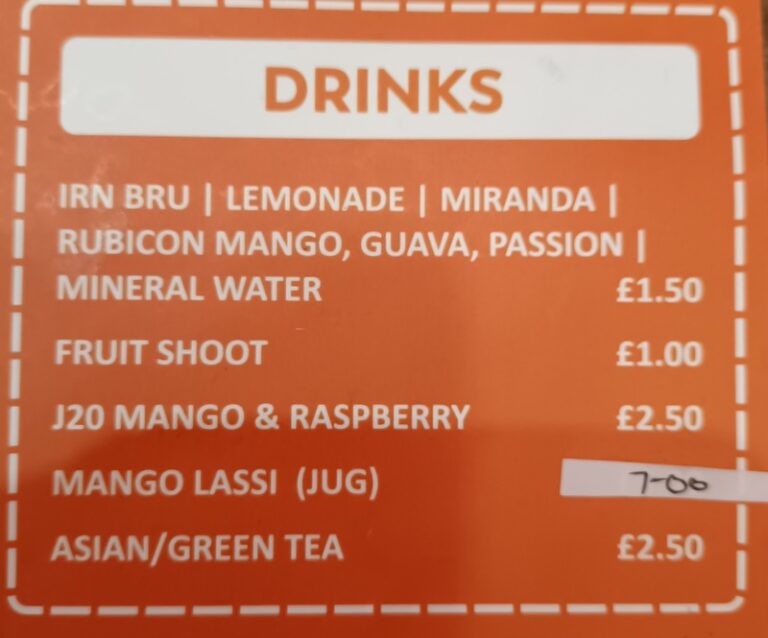 DRINKS
IRN BRU | LEMONADE | MIRANDA |
RUBICON MANGO, GUAVA, PASSION |
MINERAL WATER £1.50
FRUIT SHOOT £1.00
J20 MANGO & RASPBERRY £2.50
MANGO LASSI (JUG) 7-00
ASIAN/GREEN TEA £2.50